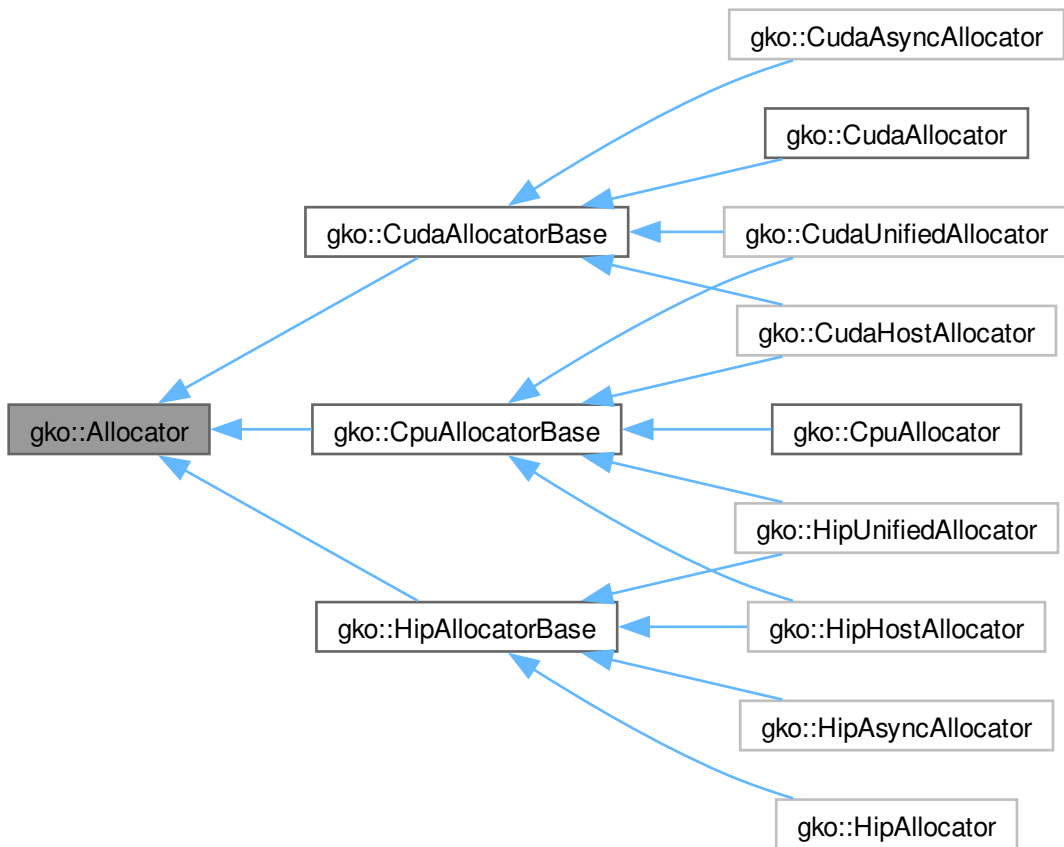 gko::CudaAsyncAllocator
gko::CudaAllocator
gko::CudaAllocatorBase
gko::CudaUnifiedAllocator
gko::CudaHostAllocator
gko::Allocator
gko::CpuAllocatorBase
gko::CpuAllocator
gko::HipUnifiedAllocator
gko::HipAllocatorBase
gko::HipHostAllocator
gko::HipAsyncAllocator
gko::HipAllocator